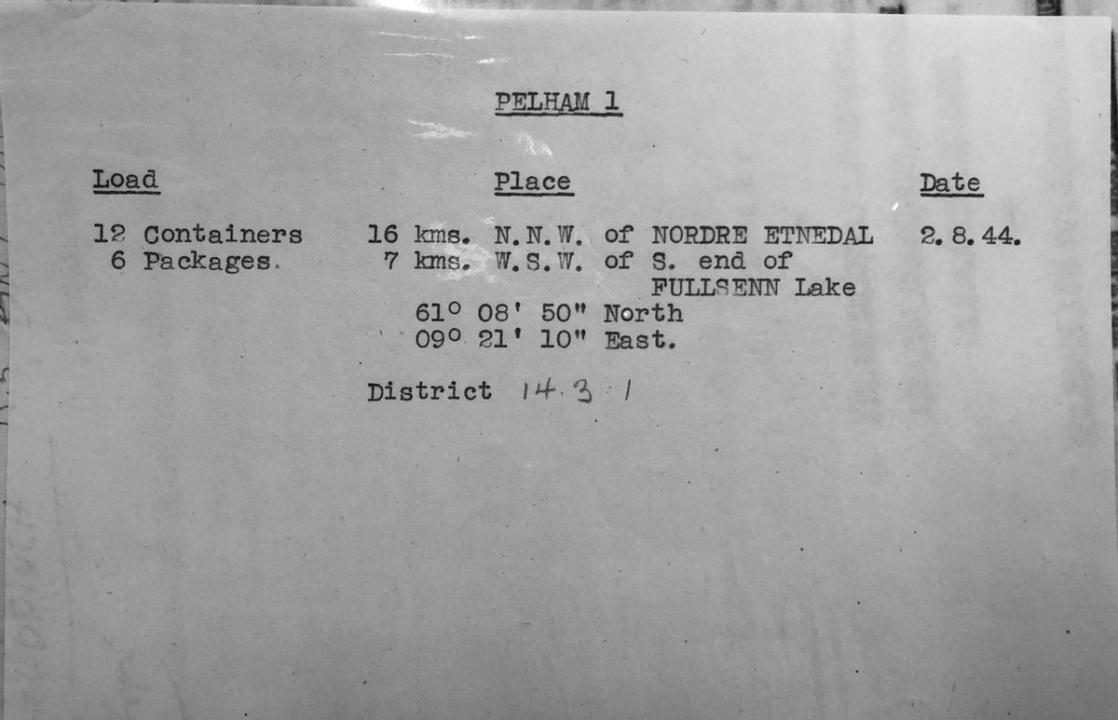 PELHAM 1
Load Place Date
12 Containers 16 kms. N.N.W. of NORDRE ETNEDAL 2.8.44.
6 Packages. 7 kms. W.S.W. of S. end of
FULLSENN Lake
61° 08' 50" North
09° 21' 10" East.
District 14.3.1